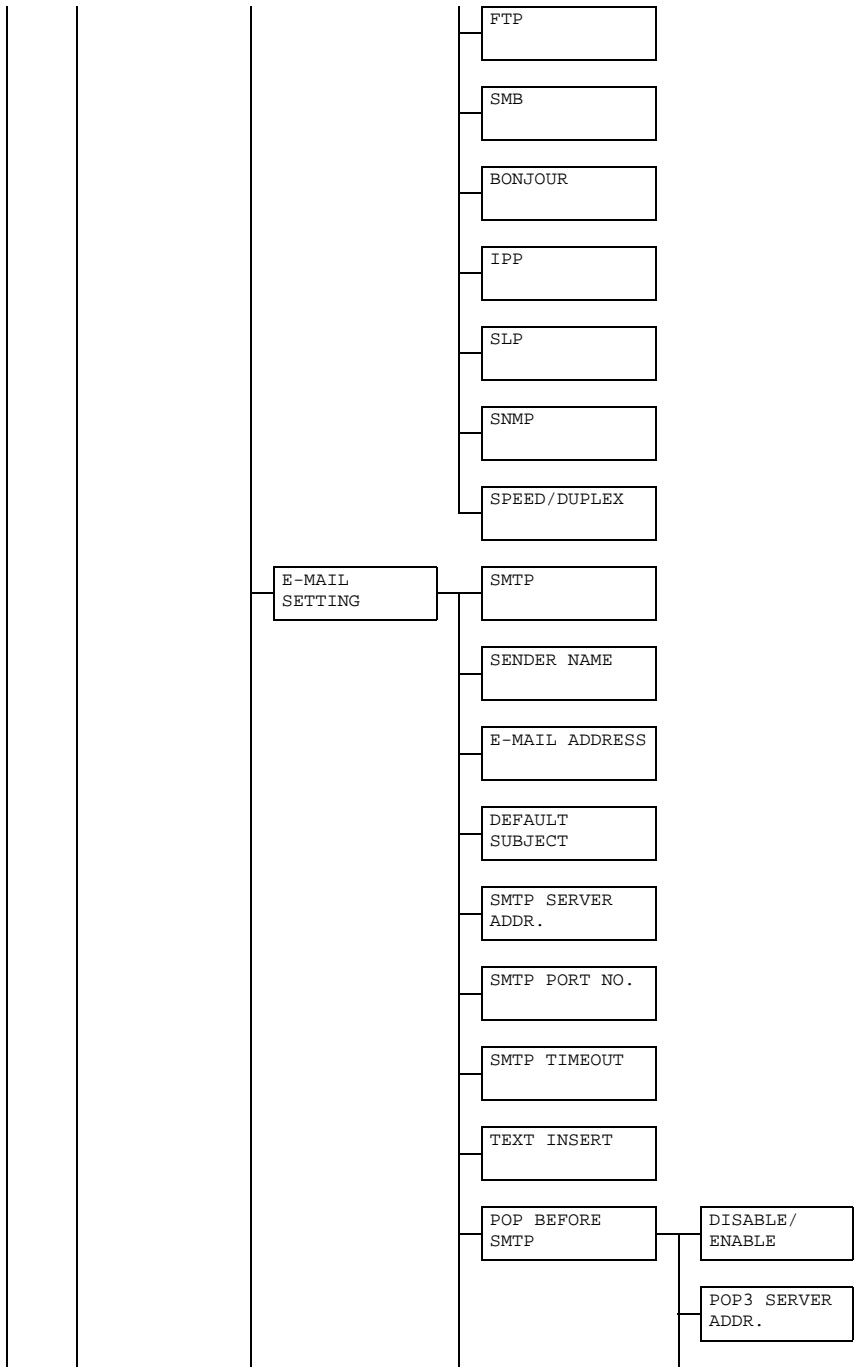 FTP
SMB
BONJOUR
IPP
SLP
SNMP
SPEED/DUPLEX
E-MAIL
SETTING
SMTP
SENDER NAME
E-MAIL ADDRESS
DEFAULT
SUBJECT
SMTP SERVER
ADDR.
SMTP PORT NO.
SMTP TIMEOUT
TEXT INSERT
POP BEFORE
SMTP
DISABLE/
ENABLE
POP3 SERVER
ADDR.